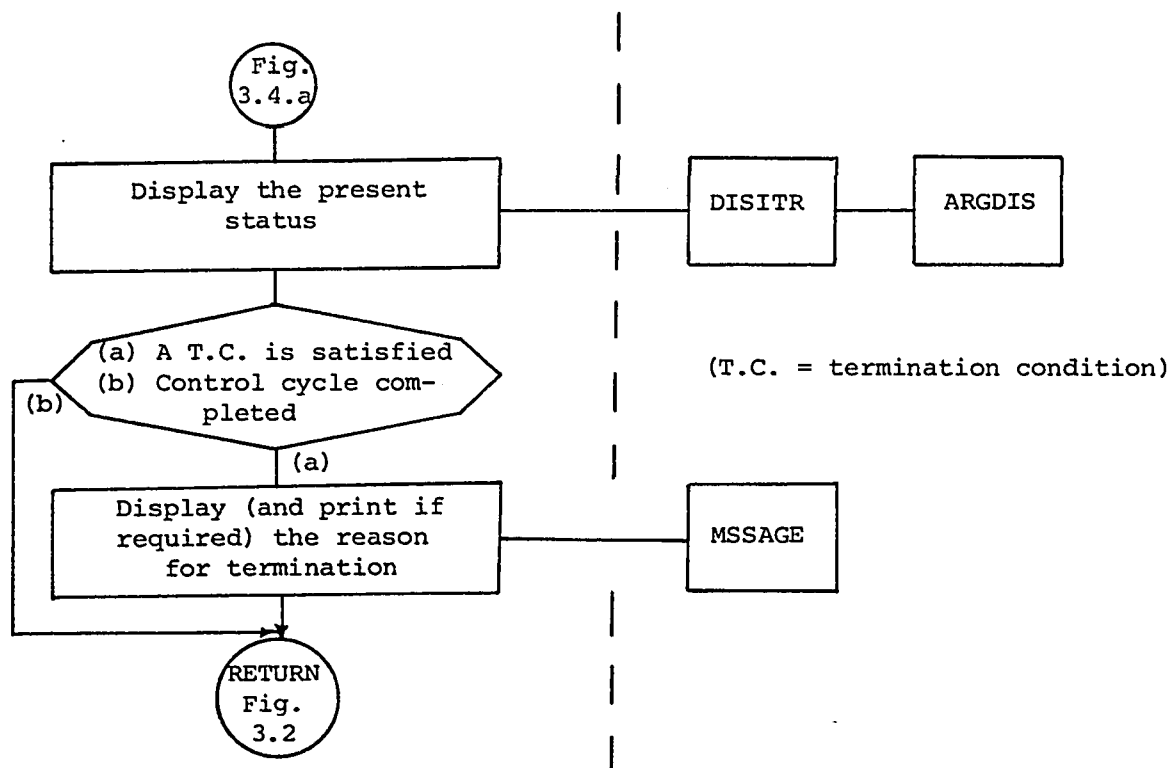 Fig.
3.4.a
Display the present
status
DISITR
ARGDIS
(a) A T.C. is satisfied
(b) Control cycle com-
pleted
(T.C. = termination condition)
(b)
(a)
Display (and print if
required) the reason
for termination
MSSAGE
RETURN
Fig.
3.2